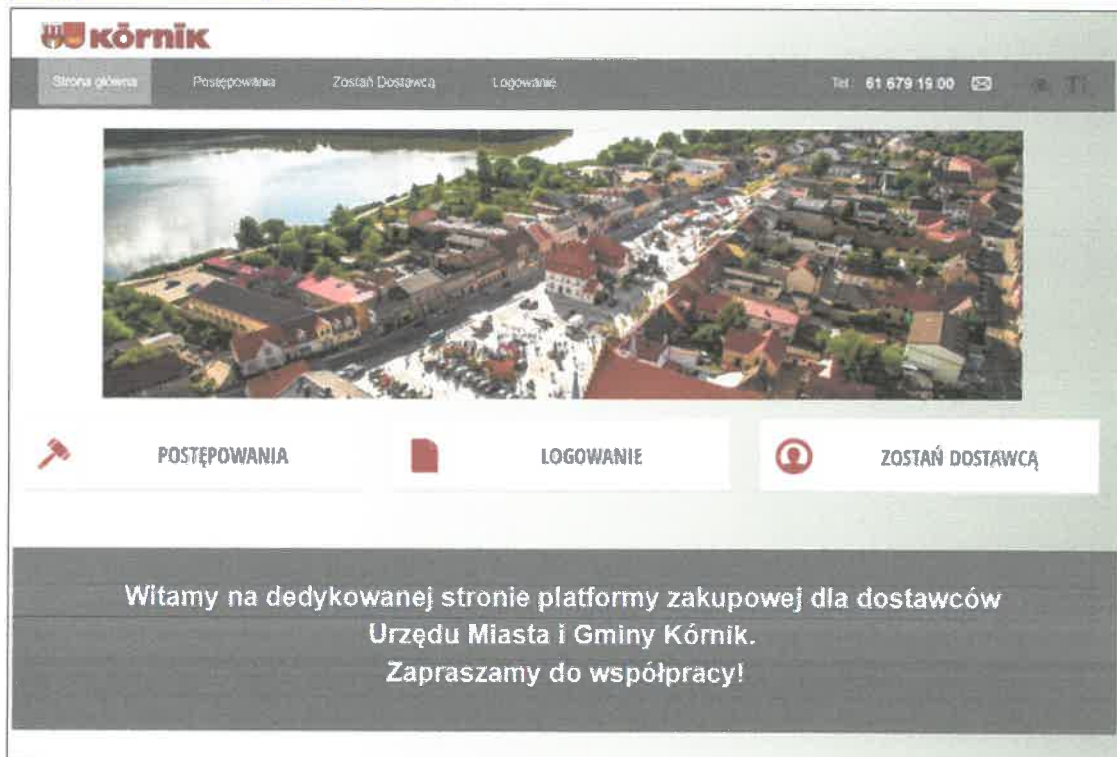 KÓRNIK
Strona główna Postępowania Zostań Dostawcą Logowanie Tel.: 61 679 19 00 TI
POSTĘPOWANIA LOGOWANIE ZOSTAŃ DOSTAWCĄ
Witamy na dedykowanej stronie platformy zakupowej dla dostawców
Urzędu Miasta i Gminy Kórnik.
Zapraszamy do współpracy!